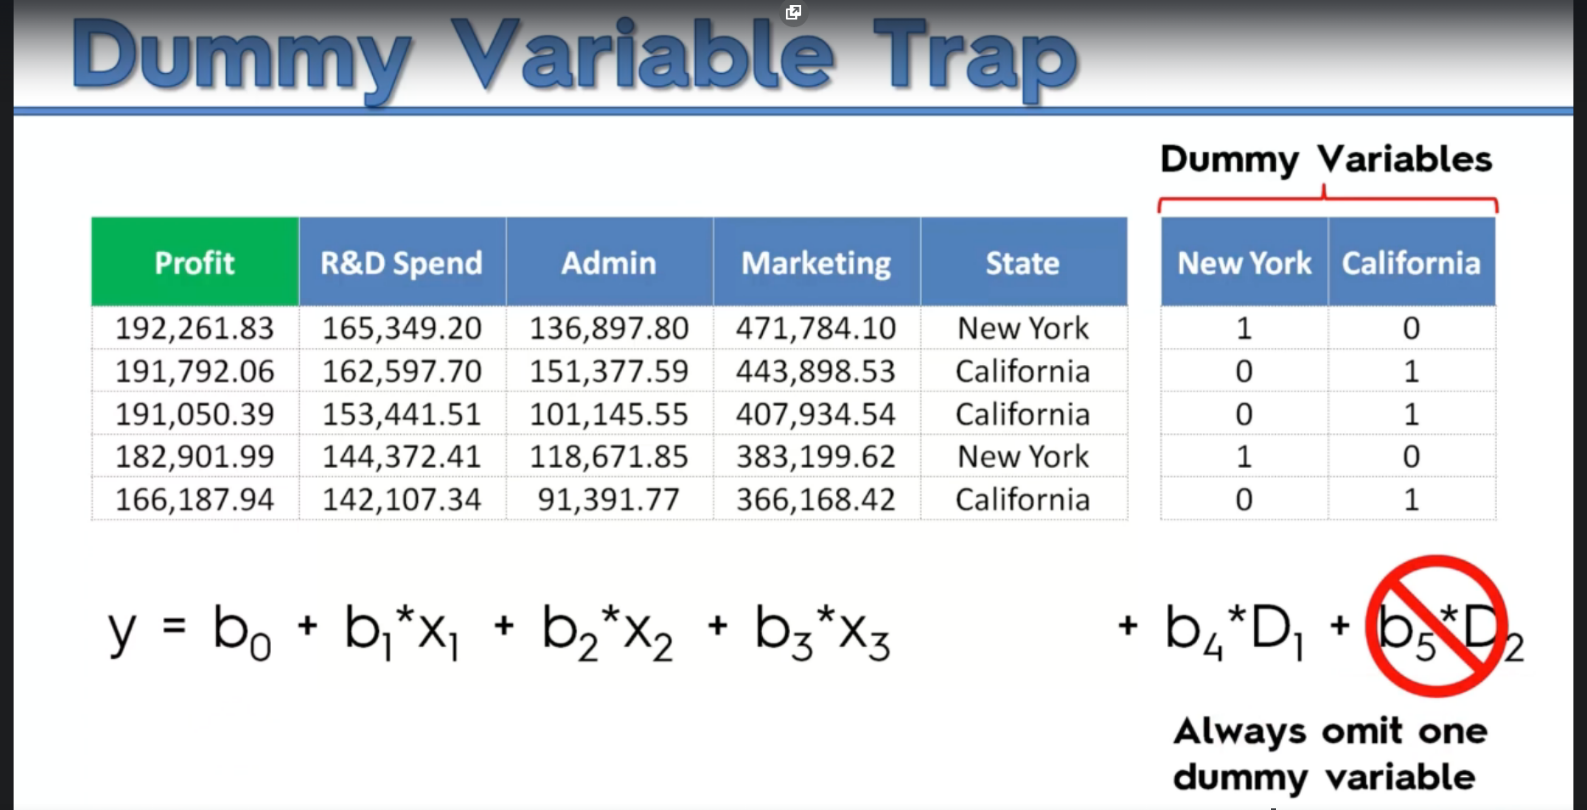 Dummy Variable Trap
Dummy Variables
Profit R&D Spend Admin Marketing State New York California
192,261.83 165,349.20 136,897.80 471,784.10 New York 1 0
191,792.06 162,597.70 151,377.59 443,898.53 California 0 1
191,050.39 153,441.51 101,145.55 407,934.54 California 0 1
182,901.99 144,372.41 118,671.85 383,199.62 New York 1 0
166,187.94 142,107.34 91,391.77 366,168.42 California 0 1
y = b₀ + b₁*x₁ + b₂*x₂ + b₃*x₃ + b₄*D₁ + b₅*D₂
Always omit one
dummy variable